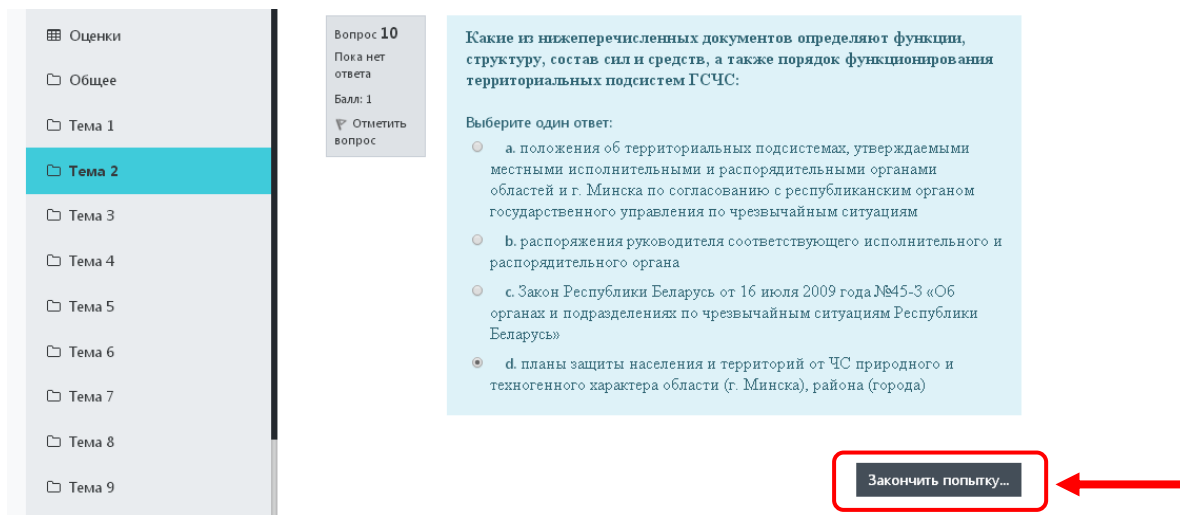 Оценки
Общее
Тема 1
Тема 2
Тема 3
Тема 4
Тема 5
Тема 6
Тема 7
Тема 8
Тема 9
Вопрос 10
Пока нет
ответа
Балл: 1
Отметить
вопрос
Какие из нижеперечисленных документов определяют функции,
структуру, состав сил и средств, а также порядок функционирования
территориальных подсистем ГСЧС:
Выберите один ответ:
a. положения об территориальных подсистемах, утверждаемыми
местными исполнительными и распорядительными органами
областей и г. Минска по согласованию с республиканским органом
государственного управления по чрезвычайным ситуациям
b. распоряжения руководителя соответствующего исполнительного и
распорядительного органа
c. Закон Республики Беларусь от 16 июля 2009 года №45-З «Об
органах и подразделениях по чрезвычайным ситуациям Республики
Беларусь»
d. планы защиты населения и территорий от ЧС природного и
техногенного характера области (г. Минска), района (города)
Закончить попытку...